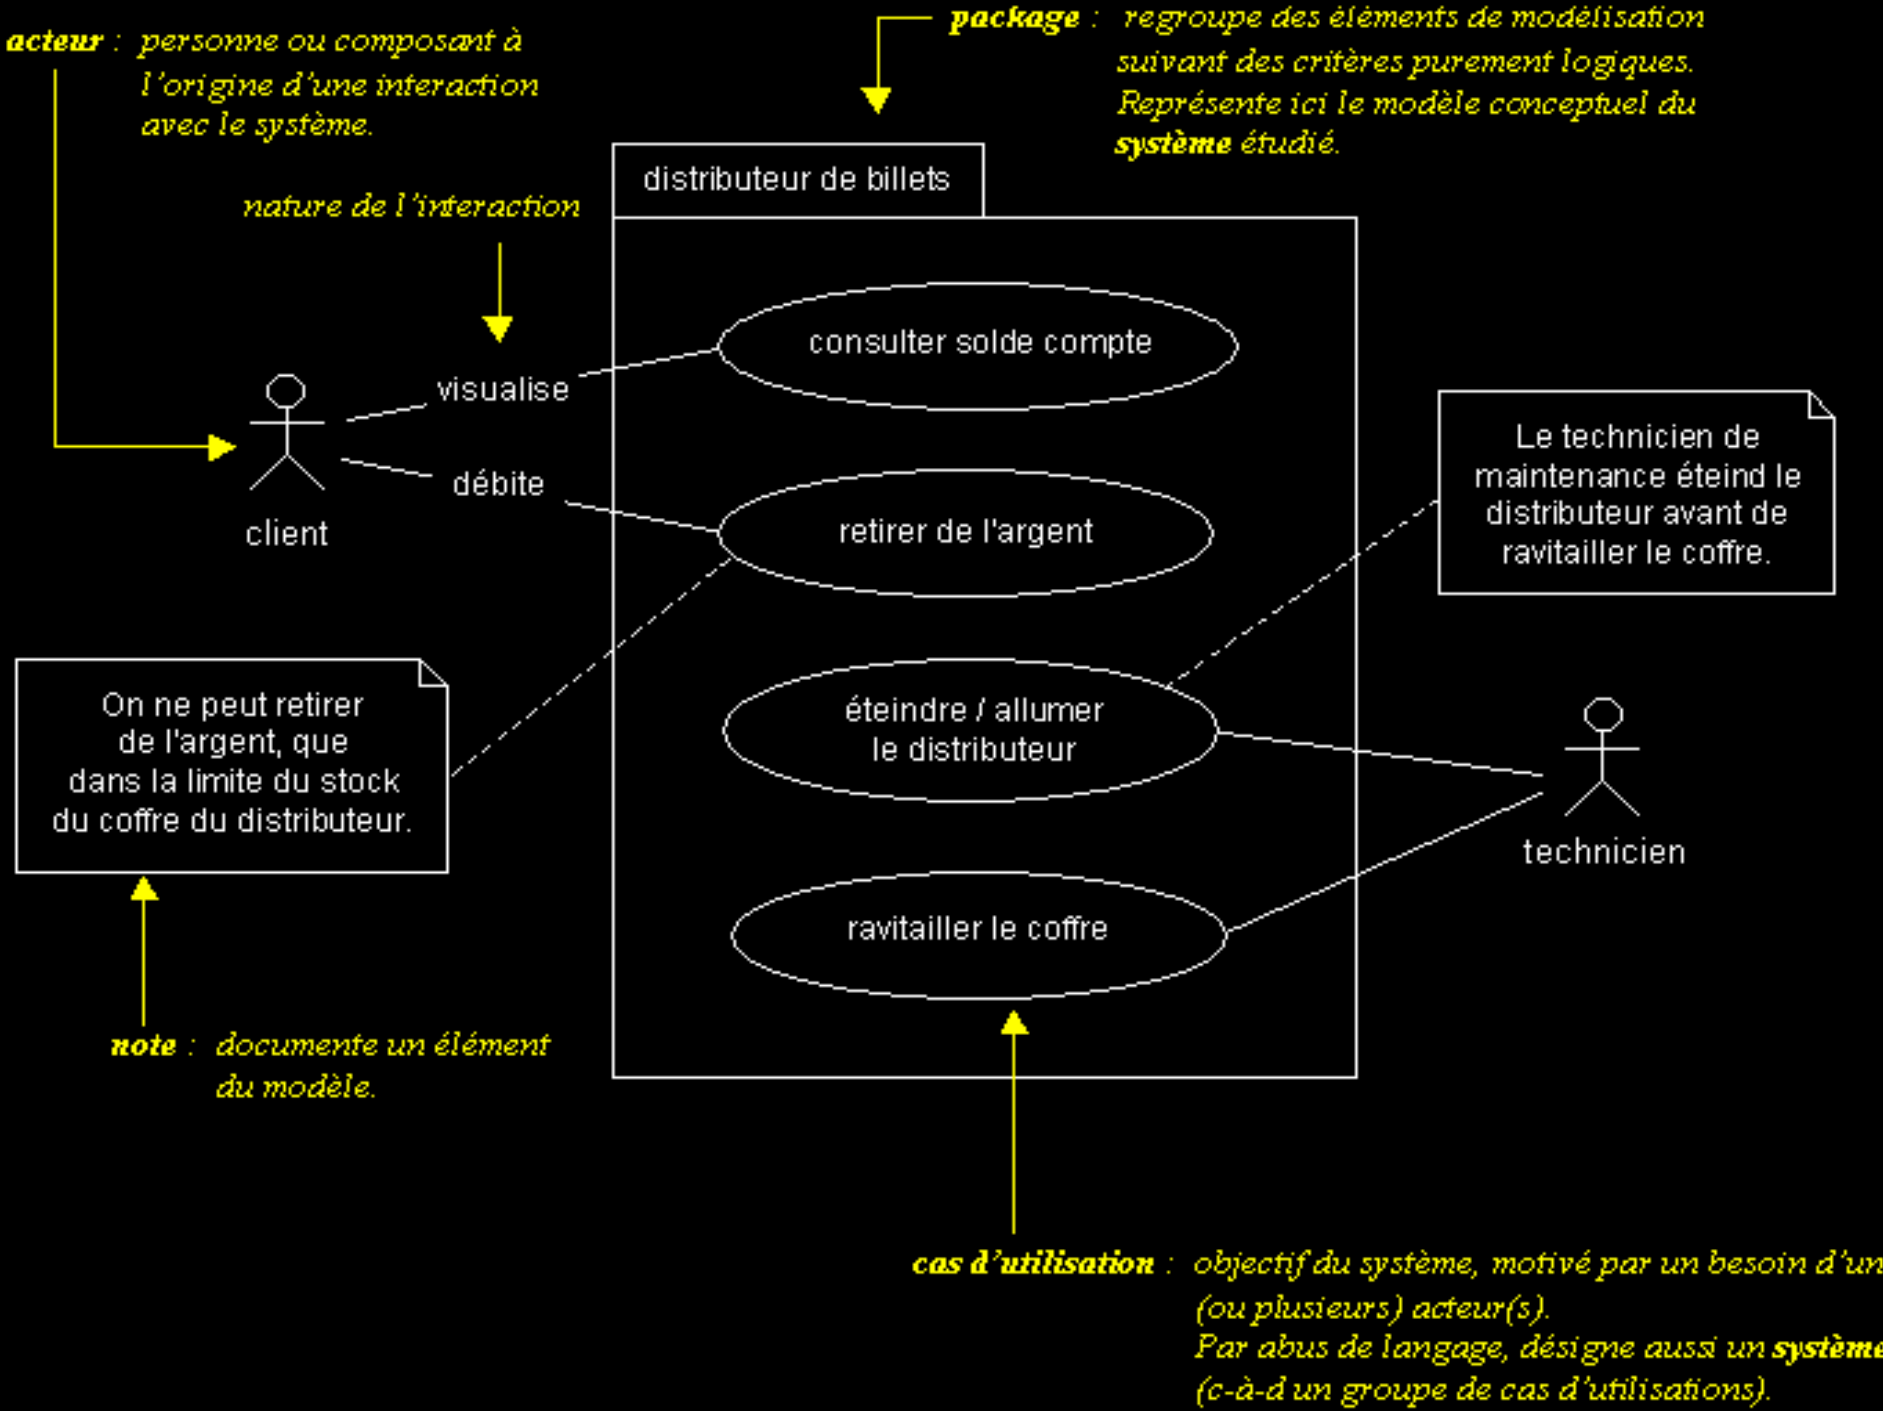 acteur : personne ou composant à
l'origine d'une interaction
avec le système.
package : regroupe des éléments de modélisation
suivant des critères purement logiques.
Représente ici le modèle conceptuel du
système étudié.
nature de l'interaction
distributeur de billets
consulter solde compte
visualise
débite
client
retirer de l'argent
Le technicien de
maintenance éteind le
distributeur avant de
ravitailler le coffre.
On ne peut retirer
de l'argent, que
dans la limite du stock
du coffre du distributeur.
éteindre / allumer
le distributeur
technicien
ravitailler le coffre
note : documente un élément
du modèle.
cas d'utilisation : objectif du système, motivé par un besoin d'un
(ou plusieurs) acteur(s).
Par abus de langage, désigne aussi un système
(c-à-d un groupe de cas d'utilisations).